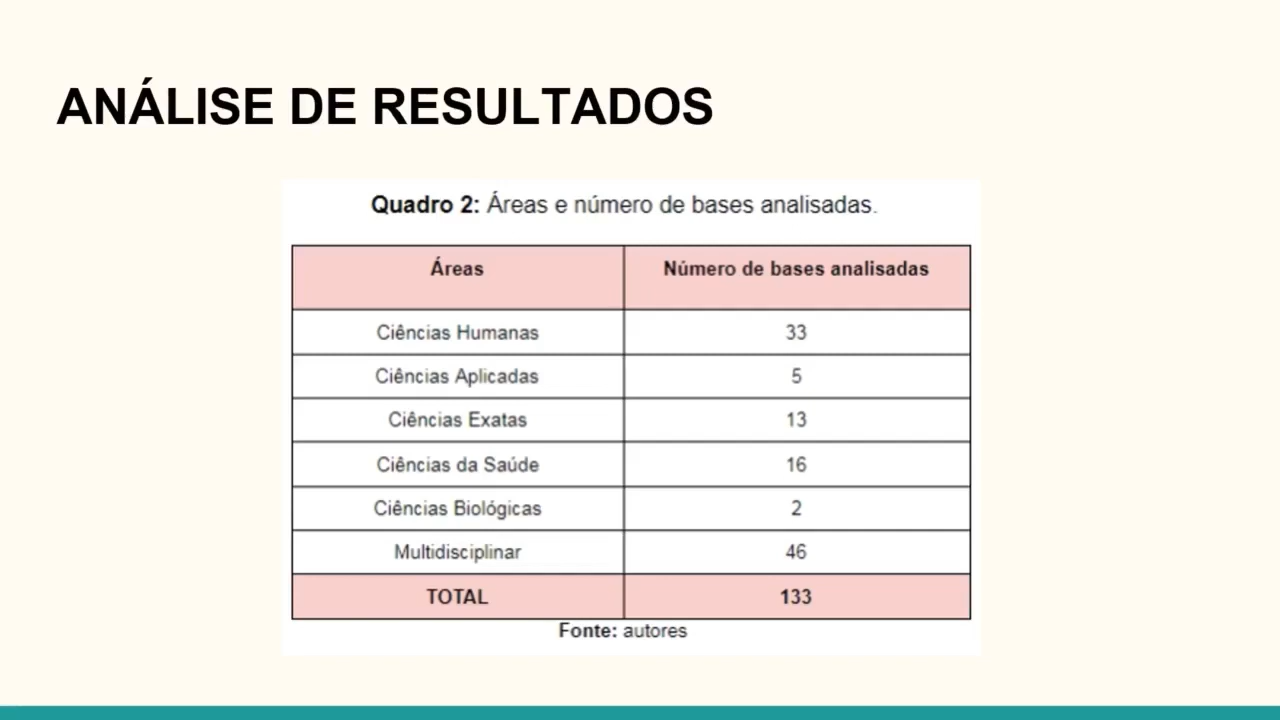 ANÁLISE DE RESULTADOS
Quadro 2: Áreas e número de bases analisadas.
Áreas Número de bases analisadas
Ciências Humanas 33
Ciências Aplicadas 5
Ciências Exatas 13
Ciências da Saúde 16
Ciências Biológicas 2
Multidisciplinar 46
TOTAL 133
Fonte: autores